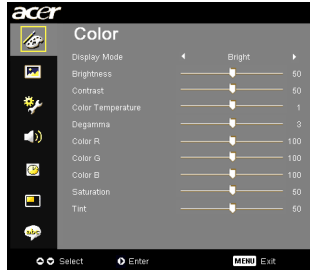 acer
Color
Display Mode Bright
Brightness 50
Contrast 50
Color Temperature 1
Degamma 3
Color R 100
Color G 100
Color B 100
Saturation 50
Tint 50
abc
Select Enter MENU Exit